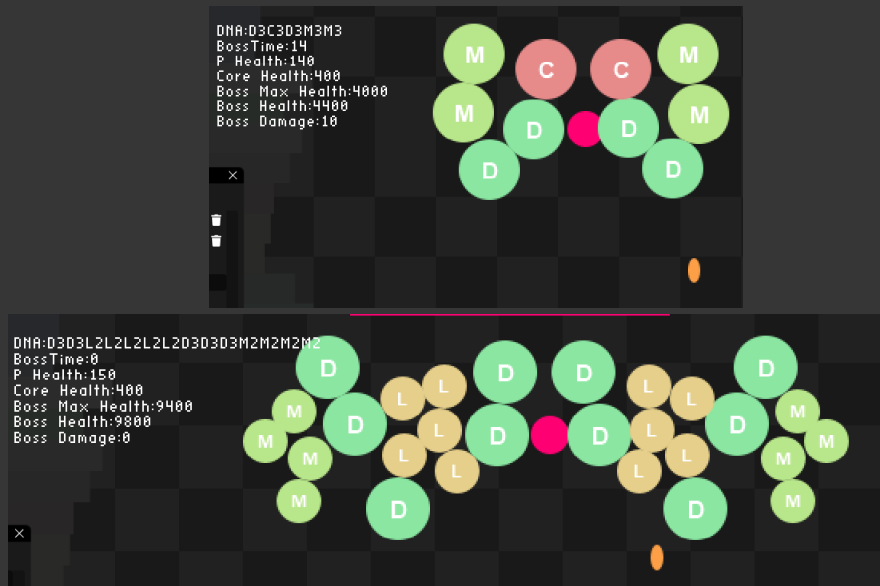 DNA:D3C3D3M3M3
BossTime:14
P Health:140
Core Health:400
Boss Max Health:4000
Boss Health:4400
Boss Damage:10
M C C M
M D D M
D D
DNA:D3D3L2L2L2L2L2D3D3D3M2M2M2M2
BossTime:0
P Health:150
Core Health:400
Boss Max Health:9400
Boss Health:9800
Boss Damage:0
D D D D
L L L L
M D L D D L D M
M L L M
M L L M
M D D M